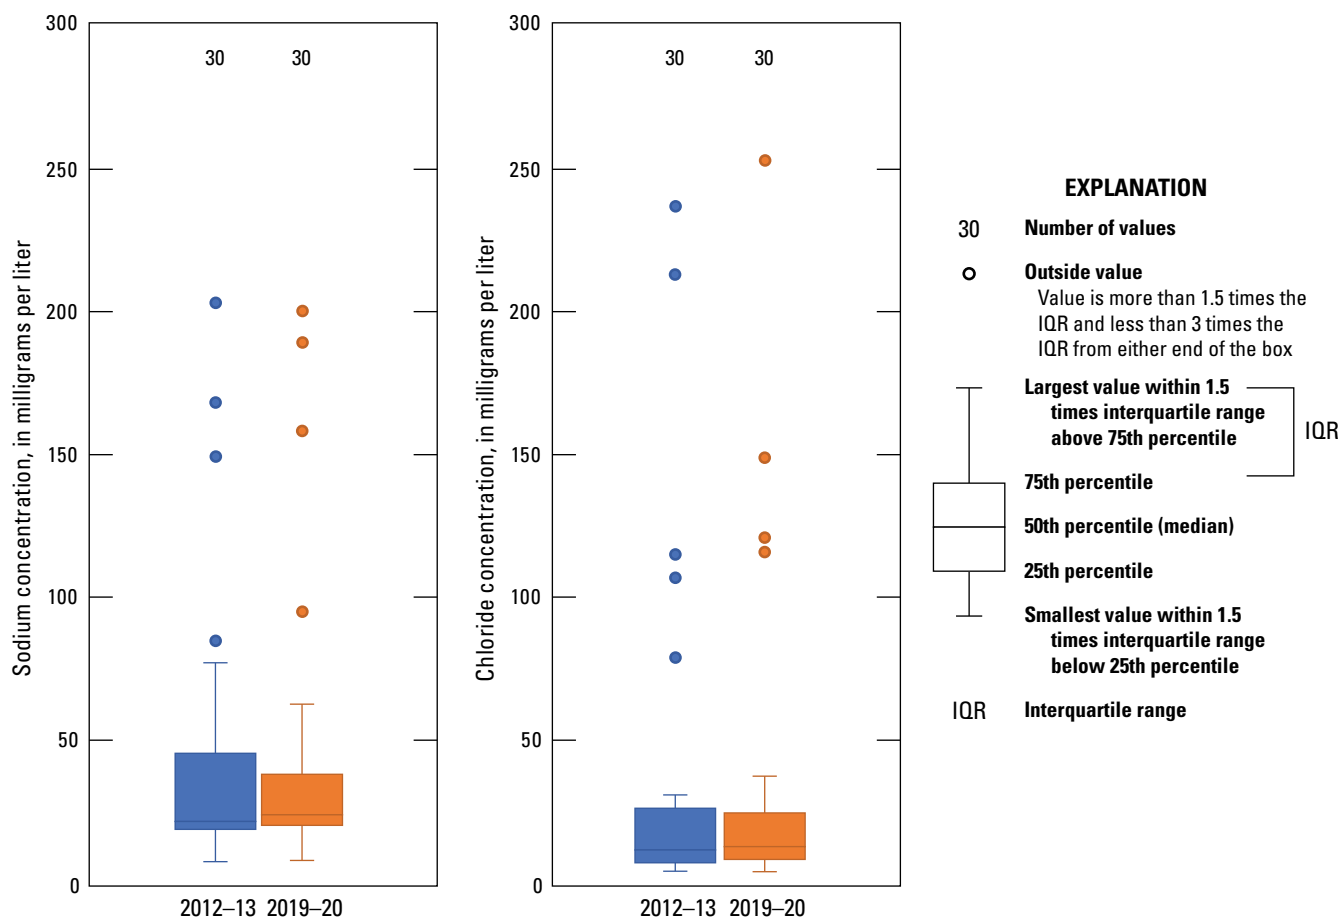 Sodium concentration, in milligrams per liter
300
250
200
150
100
50
0
30
30
2012–13
2019–20
Chloride concentration, in milligrams per liter
300
250
200
150
100
50
0
30
30
2012–13
2019–20
EXPLANATION
30 Number of values
Outside value
Value is more than 1.5 times the
IQR and less than 3 times the
IQR from either end of the box
Largest value within 1.5
times interquartile range
above 75th percentile
IQR
75th percentile
50th percentile (median)
25th percentile
Smallest value within 1.5
times interquartile range
below 25th percentile
IQR Interquartile range